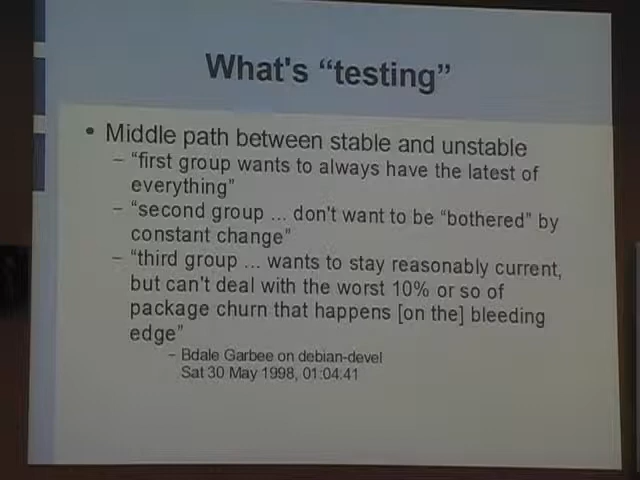 What's “testing”
• Middle path between stable and unstable
– “first group wants to always have the latest of
everything”
– “second group ... don't want to be “bothered” by
constant change”
– “third group ... wants to stay reasonably current,
but can't deal with the worst 10% or so of
package churn that happens [on the] bleeding
edge”
– Bdale Garbee on debian-devel
Sat 30 May 1998, 01:04:41